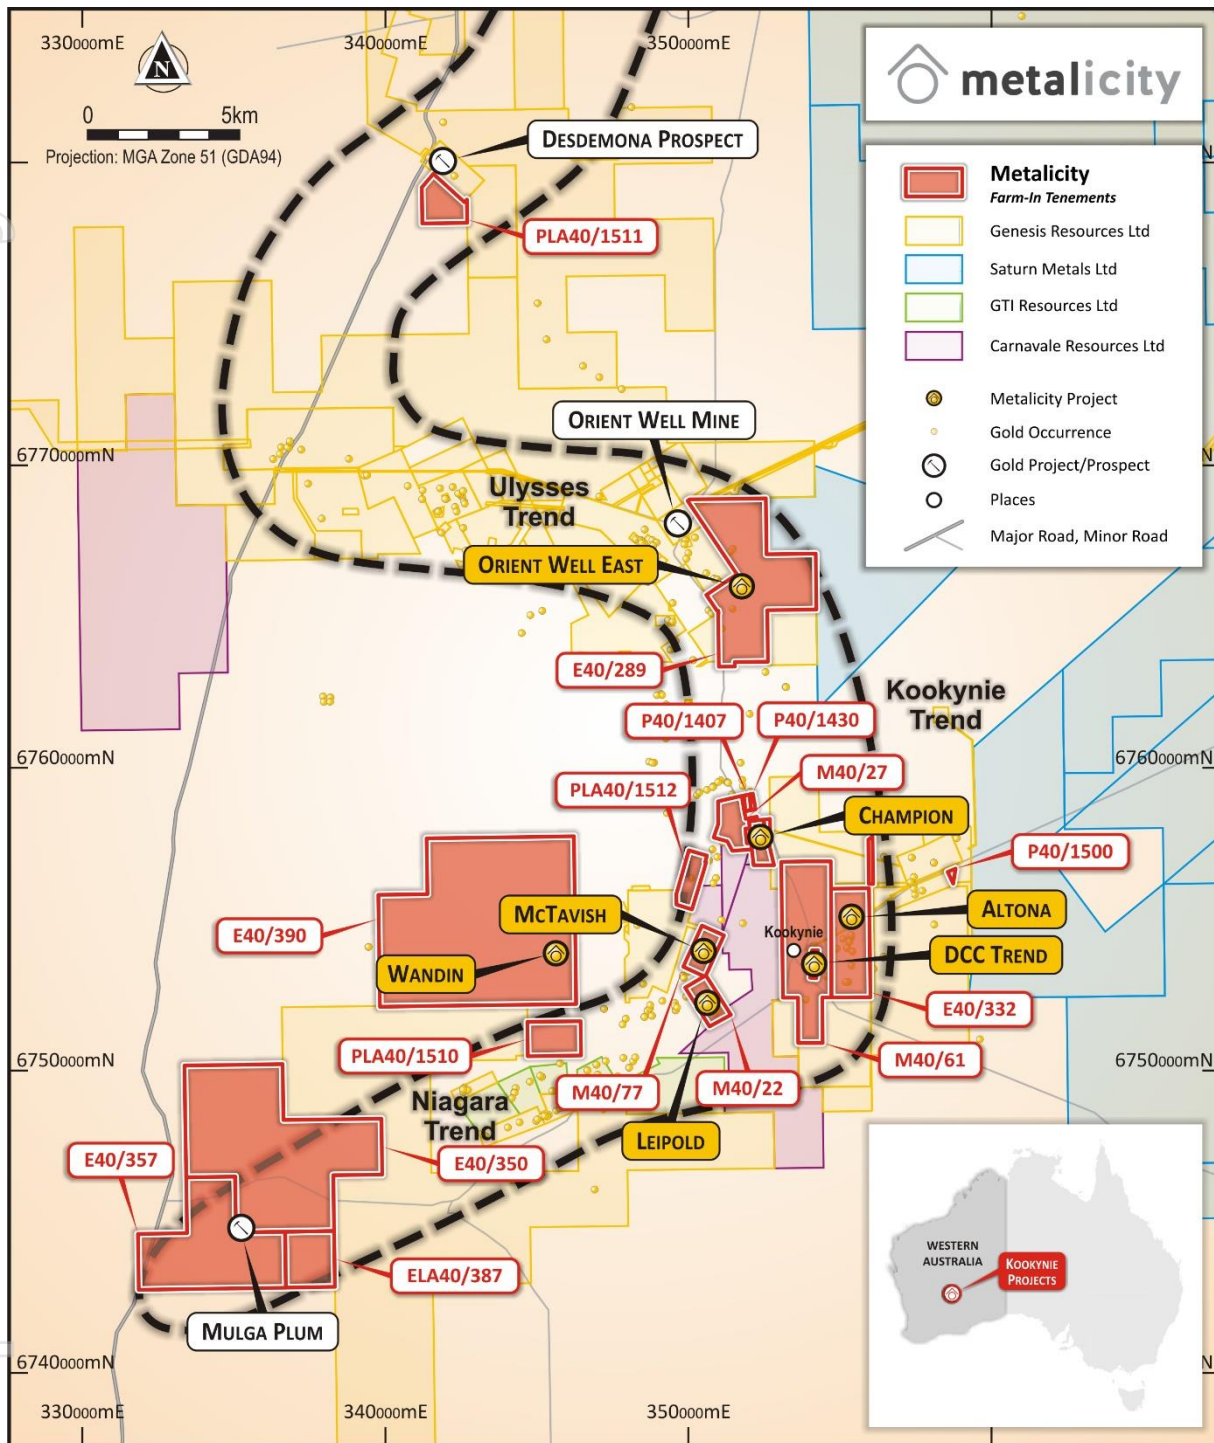 330000mE
340000mE
350000mE
N
0
5km
Projection: MGA Zone 51 (GDA94)
metalicity
Metalicity
Farm-In Tenements
Genesis Resources Ltd
Saturn Metals Ltd
GTI Resources Ltd
Carnavale Resources Ltd
Metalicity Project
Gold Occurrence
Gold Project/Prospect
Places
Major Road, Minor Road
DESDEMONA PROSPECT
PLA40/1511
ORIENT WELL MINE
6770000mN
N
Ulysses
Trend
ORIENT WELL EAST
E40/289
Kookynie
Trend
P40/1407
P40/1430
6760000mN
6760000mN
M40/27
PLA40/1512
CHAMPION
P40/1500
MCTAVISH
ALTONA
E40/390
Kookynie
WANDIN
DCC TREND
E40/332
PLA40/1510
M40/61
6750000mN
6750000mN
M40/77
M40/22
Niagara
Trend
LEIPOLD
E40/357
E40/350
ELA40/387
MULGA PLUM
WESTERN
AUSTRALIA
KOOKYNIE
PROJECTS
6740000mN
330000mE
340000mE
350000mE